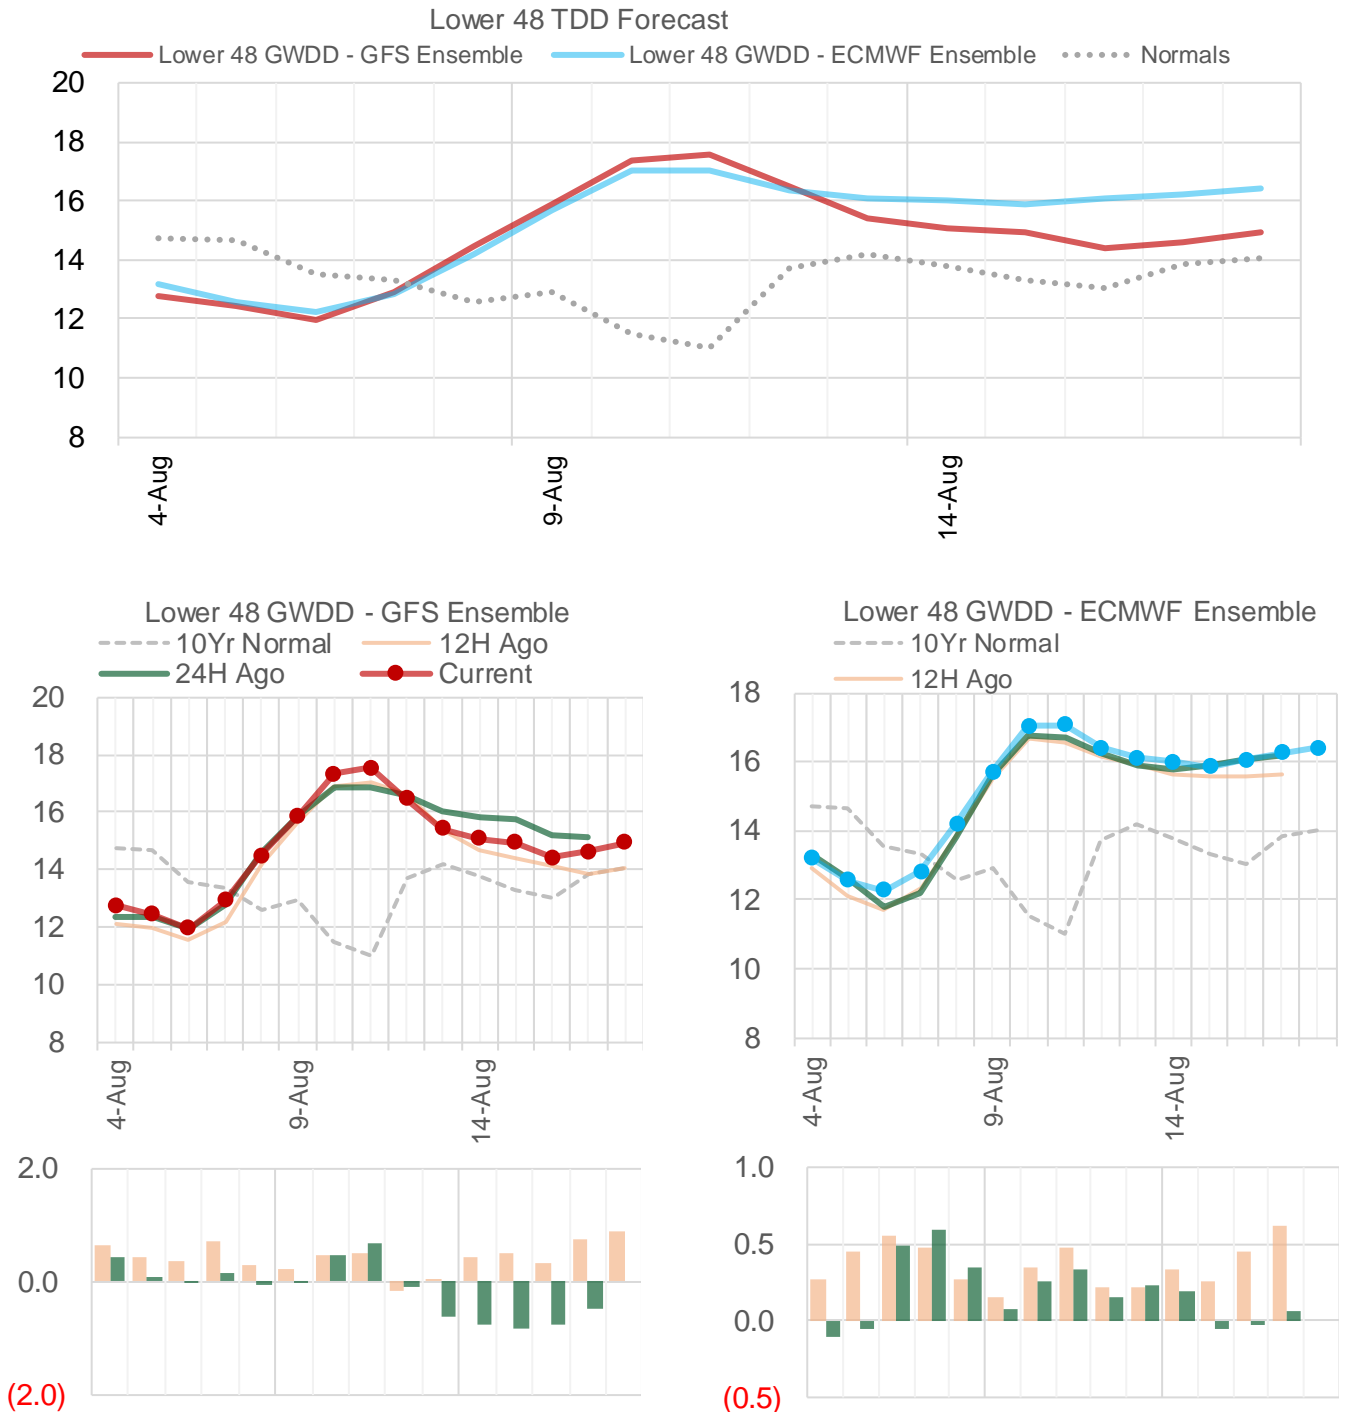 Lower 48 TDD Forecast
Lower 48 GWDD - GFS Ensemble Lower 48 GWDD - ECMWF Ensemble Normals
20
18
16
14
12
10
8
4-Aug 9-Aug 14-Aug
Lower 48 GWDD - GFS Ensemble
10Yr Normal 12H Ago
24H Ago Current
20
18
16
14
12
10
8
4-Aug 9-Aug 14-Aug
2.0
0.0
(2.0)
Lower 48 GWDD - ECMWF Ensemble
10Yr Normal
12H Ago
18
16
14
12
10
8
4-Aug 9-Aug 14-Aug
1.0
0.5
0.0
(0.5)